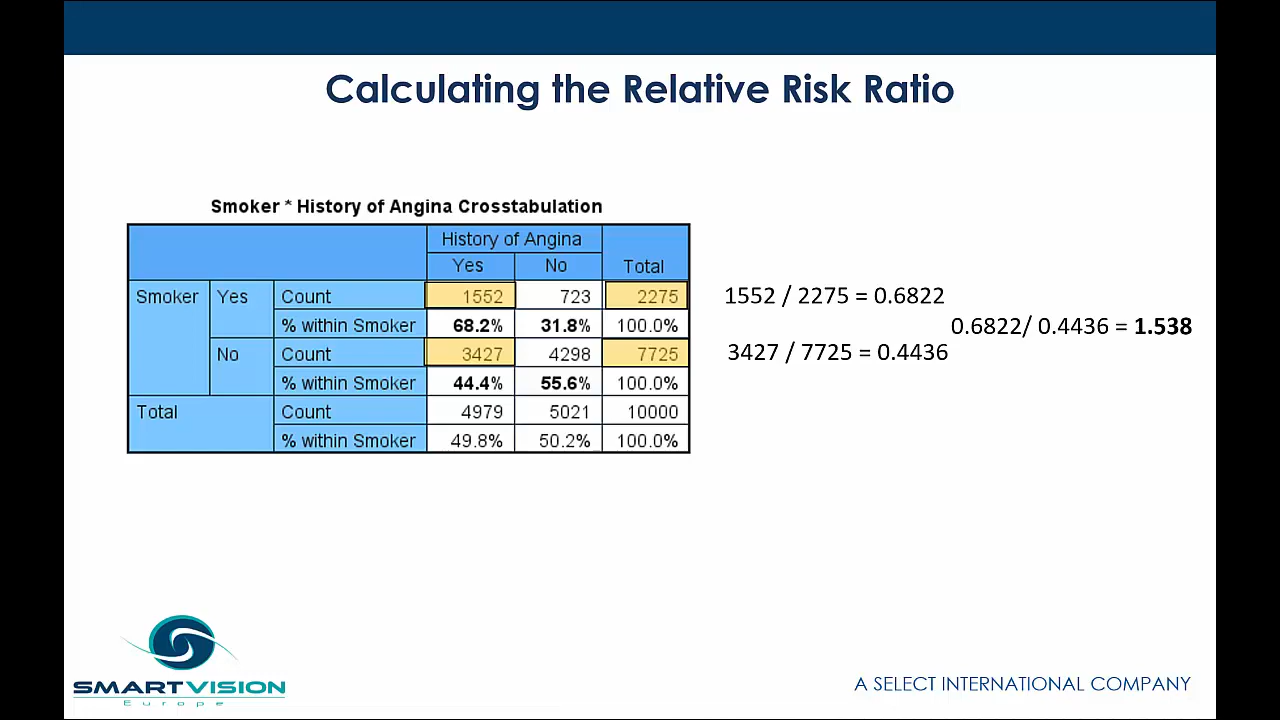 Calculating the Relative Risk Ratio
Smoker * History of Angina Crosstabulation
History of Angina
Yes No Total
Smoker Yes Count 1552 723 2275
% within Smoker 68.2% 31.8% 100.0%
No Count 3427 4298 7725
% within Smoker 44.4% 55.6% 100.0%
Total Count 4979 5021 10000
% within Smoker 49.8% 50.2% 100.0%
1552 / 2275 = 0.6822
0.6822/ 0.4436 = 1.538
3427 / 7725 = 0.4436
SMARTVISION
Europe
A SELECT INTERNATIONAL COMPANY